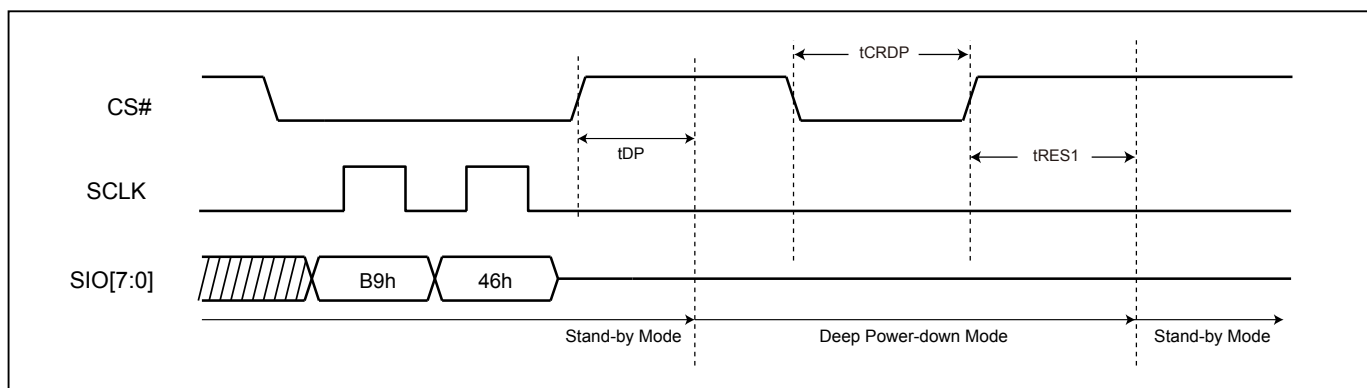 tCRDP
CS#
tDP
tRES1
SCLK
SIO[7:0]
B9h
46h
Stand-by Mode
Deep Power-down Mode
Stand-by Mode